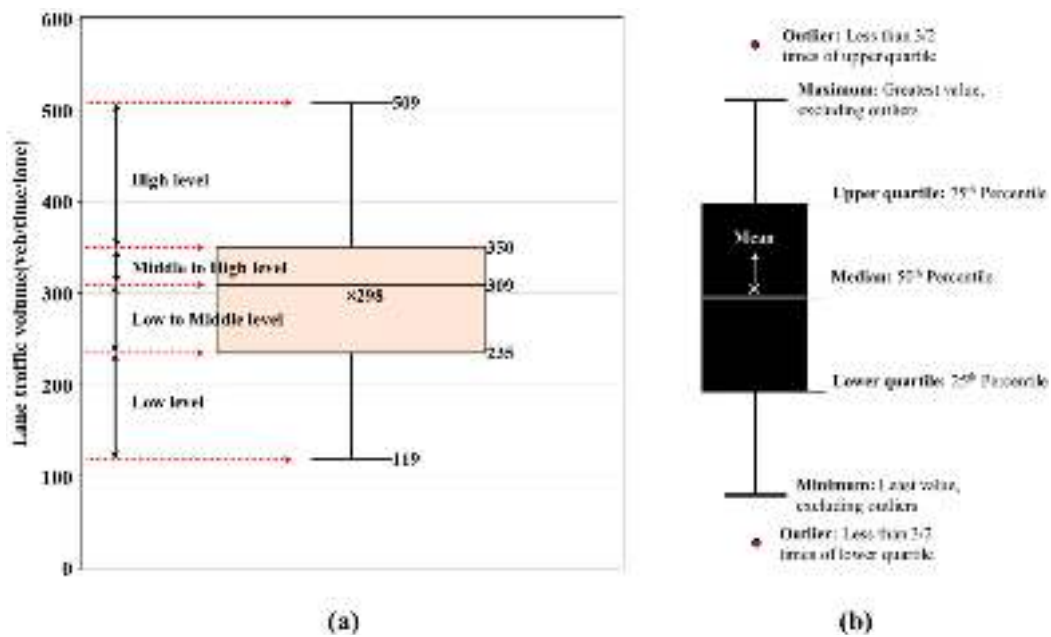 600
500
400
300
200
100
0
Lane traffic volume(veh/time/lane)
509
High level
350
Middle to High level
309
×298
Low to Middle level
235
Low level
119
(a)
Outlier: Less than 3/2
times of upper quartile
Maximum: Greatest value,
excluding outliers
Upper quartile: 75th Percentile
Mean
Median: 50th Percentile
Lower quartile: 25th Percentile
Minimum: Least value,
excluding outliers
Outlier: Less than 3/2
times of lower quartile
(b)